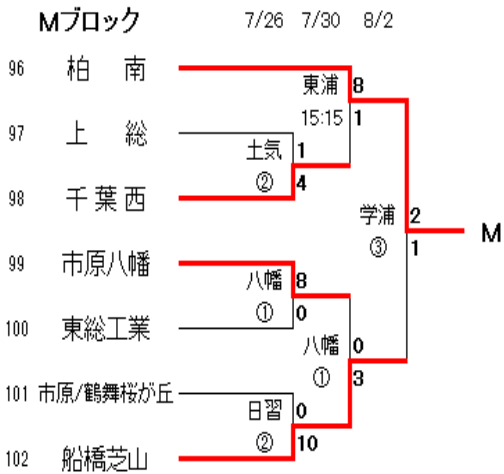 Mブロック 7/26 7/30 8/2
96 柏南
東浦 8
15:15 1
97 上総
土気 1
② 4
98 千葉西
学浦 2
③ 1
M
99 市原八幡
八幡 8
① 0
100 東総工業
八幡 0
① 3
101 市原/鶴舞桜が丘
日習 0
② 10
102 船橋芝山